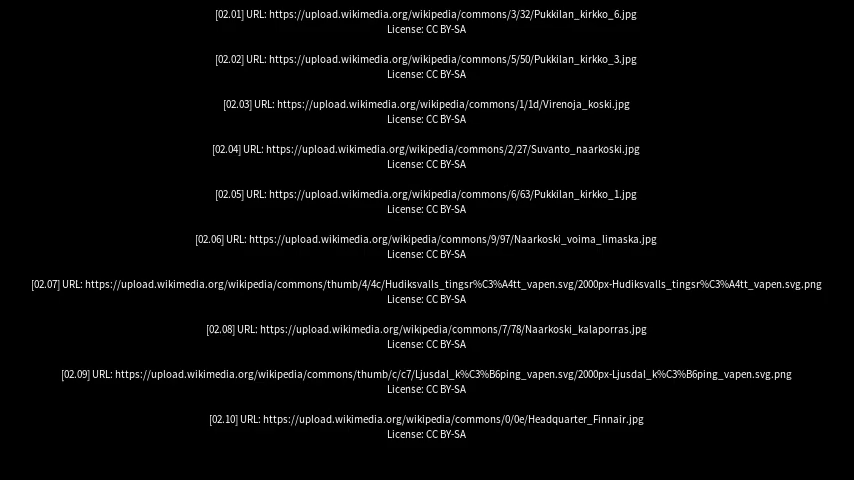 [02.01] URL: https://upload.wikimedia.org/wikipedia/commons/3/32/Pukkilan_kirkko_6.jpg
License: CC BY-SA
[02.02] URL: https://upload.wikimedia.org/wikipedia/commons/5/50/Pukkilan_kirkko_3.jpg
License: CC BY-SA
[02.03] URL: https://upload.wikimedia.org/wikipedia/commons/1/1d/Virenoja_koski.jpg
License: CC BY-SA
[02.04] URL: https://upload.wikimedia.org/wikipedia/commons/2/27/Suvanto_naarkoski.jpg
License: CC BY-SA
[02.05] URL: https://upload.wikimedia.org/wikipedia/commons/6/63/Pukkilan_kirkko_1.jpg
License: CC BY-SA
[02.06] URL: https://upload.wikimedia.org/wikipedia/commons/9/97/Naarkoski_voima_limaska.jpg
License: CC BY-SA
[02.07] URL: https://upload.wikimedia.org/wikipedia/commons/thumb/4/4c/Hudiksvalls_tingsr%C3%A4tt_vapen.svg/2000px-Hudiksvalls_tingsr%C3%A4tt_vapen.svg.png
License: CC BY-SA
[02.08] URL: https://upload.wikimedia.org/wikipedia/commons/7/78/Naarkoski_kalaporras.jpg
License: CC BY-SA
[02.09] URL: https://upload.wikimedia.org/wikipedia/commons/thumb/c/c7/Ljusdal_k%C3%B6ping_vapen.svg/2000px-Ljusdal_k%C3%B6ping_vapen.svg.png
License: CC BY-SA
[02.10] URL: https://upload.wikimedia.org/wikipedia/commons/0/0e/Headquarter_Finnair.jpg
License: CC BY-SA